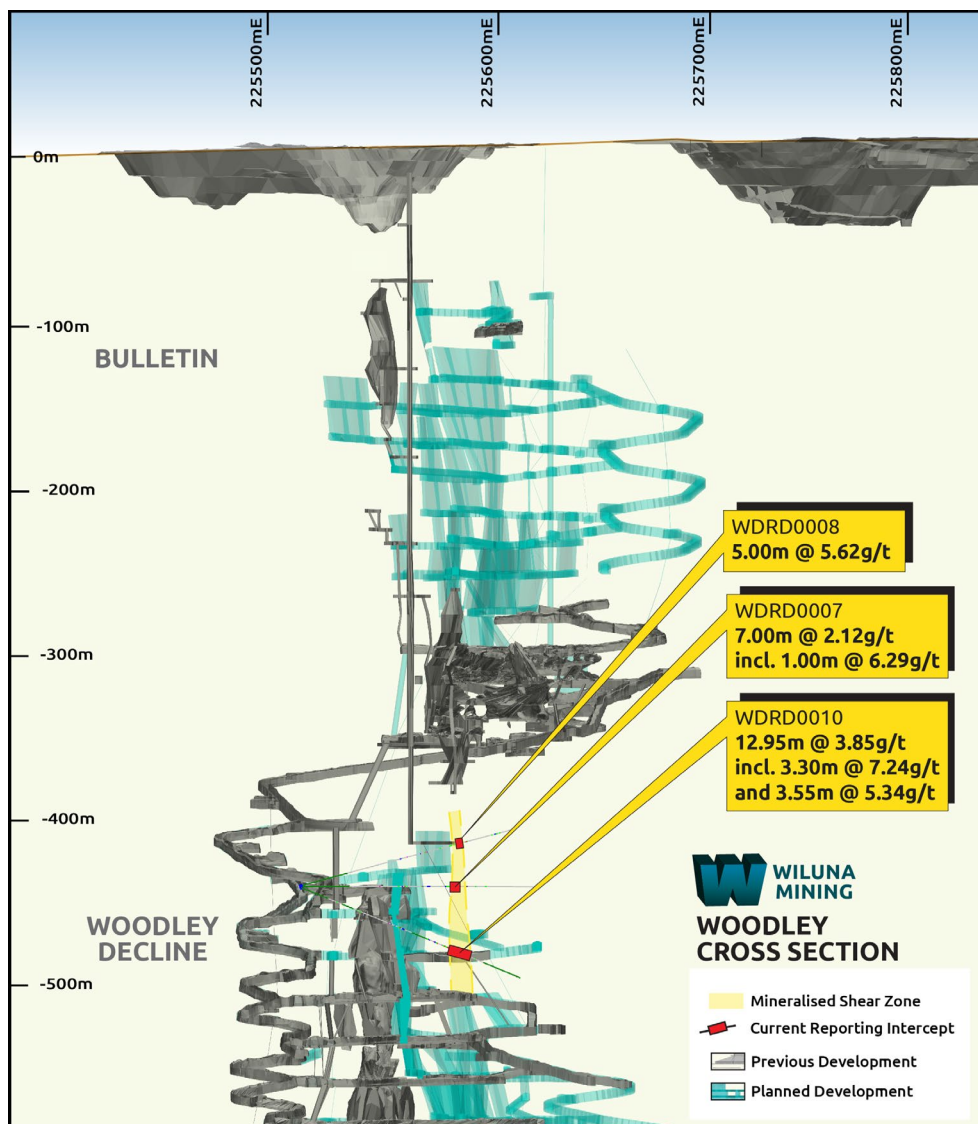 225500mE
225600mE
225700mE
225800mE
0m
-100m
BULLETIN
-200m
WDRD0008
5.00m @ 5.62g/t
WDRD0007
7.00m @ 2.12g/t
incl. 1.00m @ 6.29g/t
-300m
WDRD0010
12.95m @ 3.85g/t
incl. 3.30m @ 7.24g/t
and 3.55m @ 5.34g/t
-400m
WOODLEY
DECLINE
-500m
WILUNA
MINING
WOODLEY
CROSS SECTION
Mineralised Shear Zone
Current Reporting Intercept
Previous Development
Planned Development